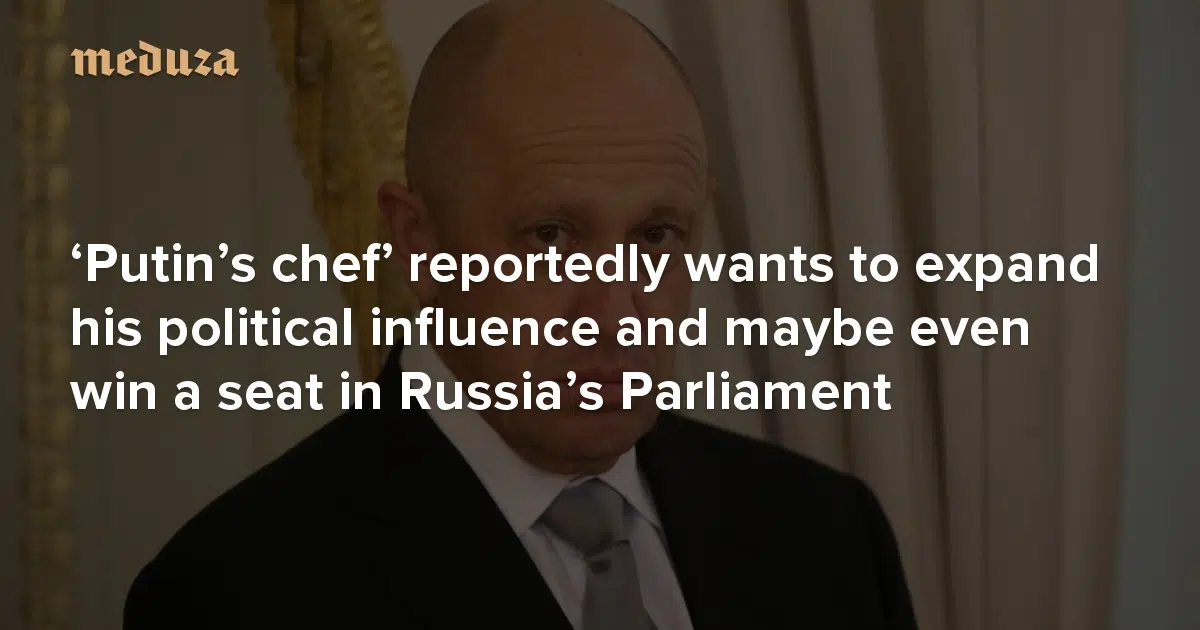 meduza
‘Putin’s chef’ reportedly wants to expand
his political influence and maybe even
win a seat in Russia’s Parliament